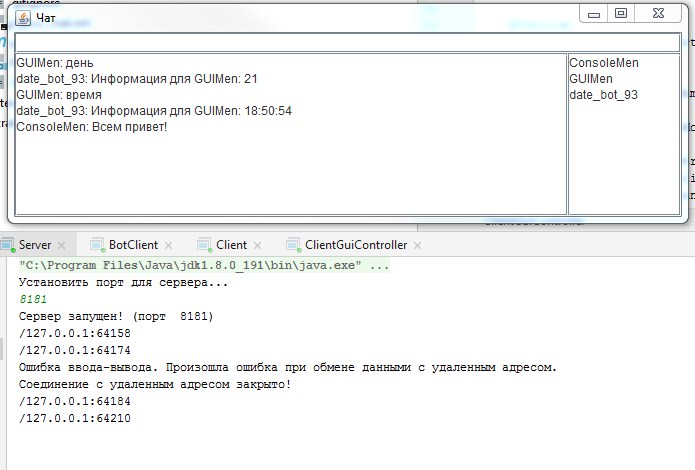 Чат
GUIMen: день
date_bot_93: Информация для GUIMen: 21
GUIMen: время
date_bot_93: Информация для GUIMen: 18:50:54
ConsoleMen: Всем привет!
ConsoleMen
GUIMen
date_bot_93
Server
BotClient
Client
ClientGuiController
"C:\Program Files\Java\jdk1.8.0_191\bin\java.exe" ...
Установить порт для сервера...
8181
Сервер запущен! (порт  8181)
/127.0.0.1:64158
/127.0.0.1:64174
Ошибка ввода-вывода. Произошла ошибка при обмене данными с удаленным адресом.
Соединение с удаленным адресом закрыто!
/127.0.0.1:64184
/127.0.0.1:64210